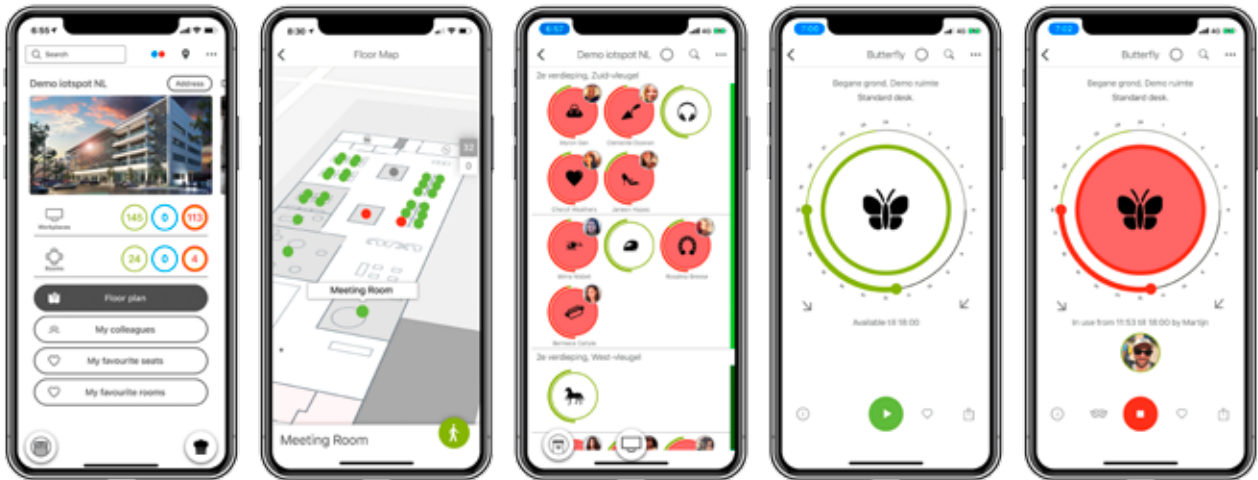 6:55
Search
Demo iotspot NL
Address
Workplaces
145
0
113
Rooms
24
0
4
Floor plan
My colleagues
My favourite seats
My favourite rooms
8:30
Floor Map
32
0
Meeting Room
Meeting Room
6:57
4G
Demo iotspot NL
2e verdieping, Zuid-vleugel
2e verdieping, West-vleugel
7:00
4G
Butterfly
Begane grond, Demo ruimte
Standard desk.
Available till 18:00
7:02
4G
Butterfly
Begane grond, Demo ruimte
Standard desk.
In use from 11:53 till 18:00 by Martijn